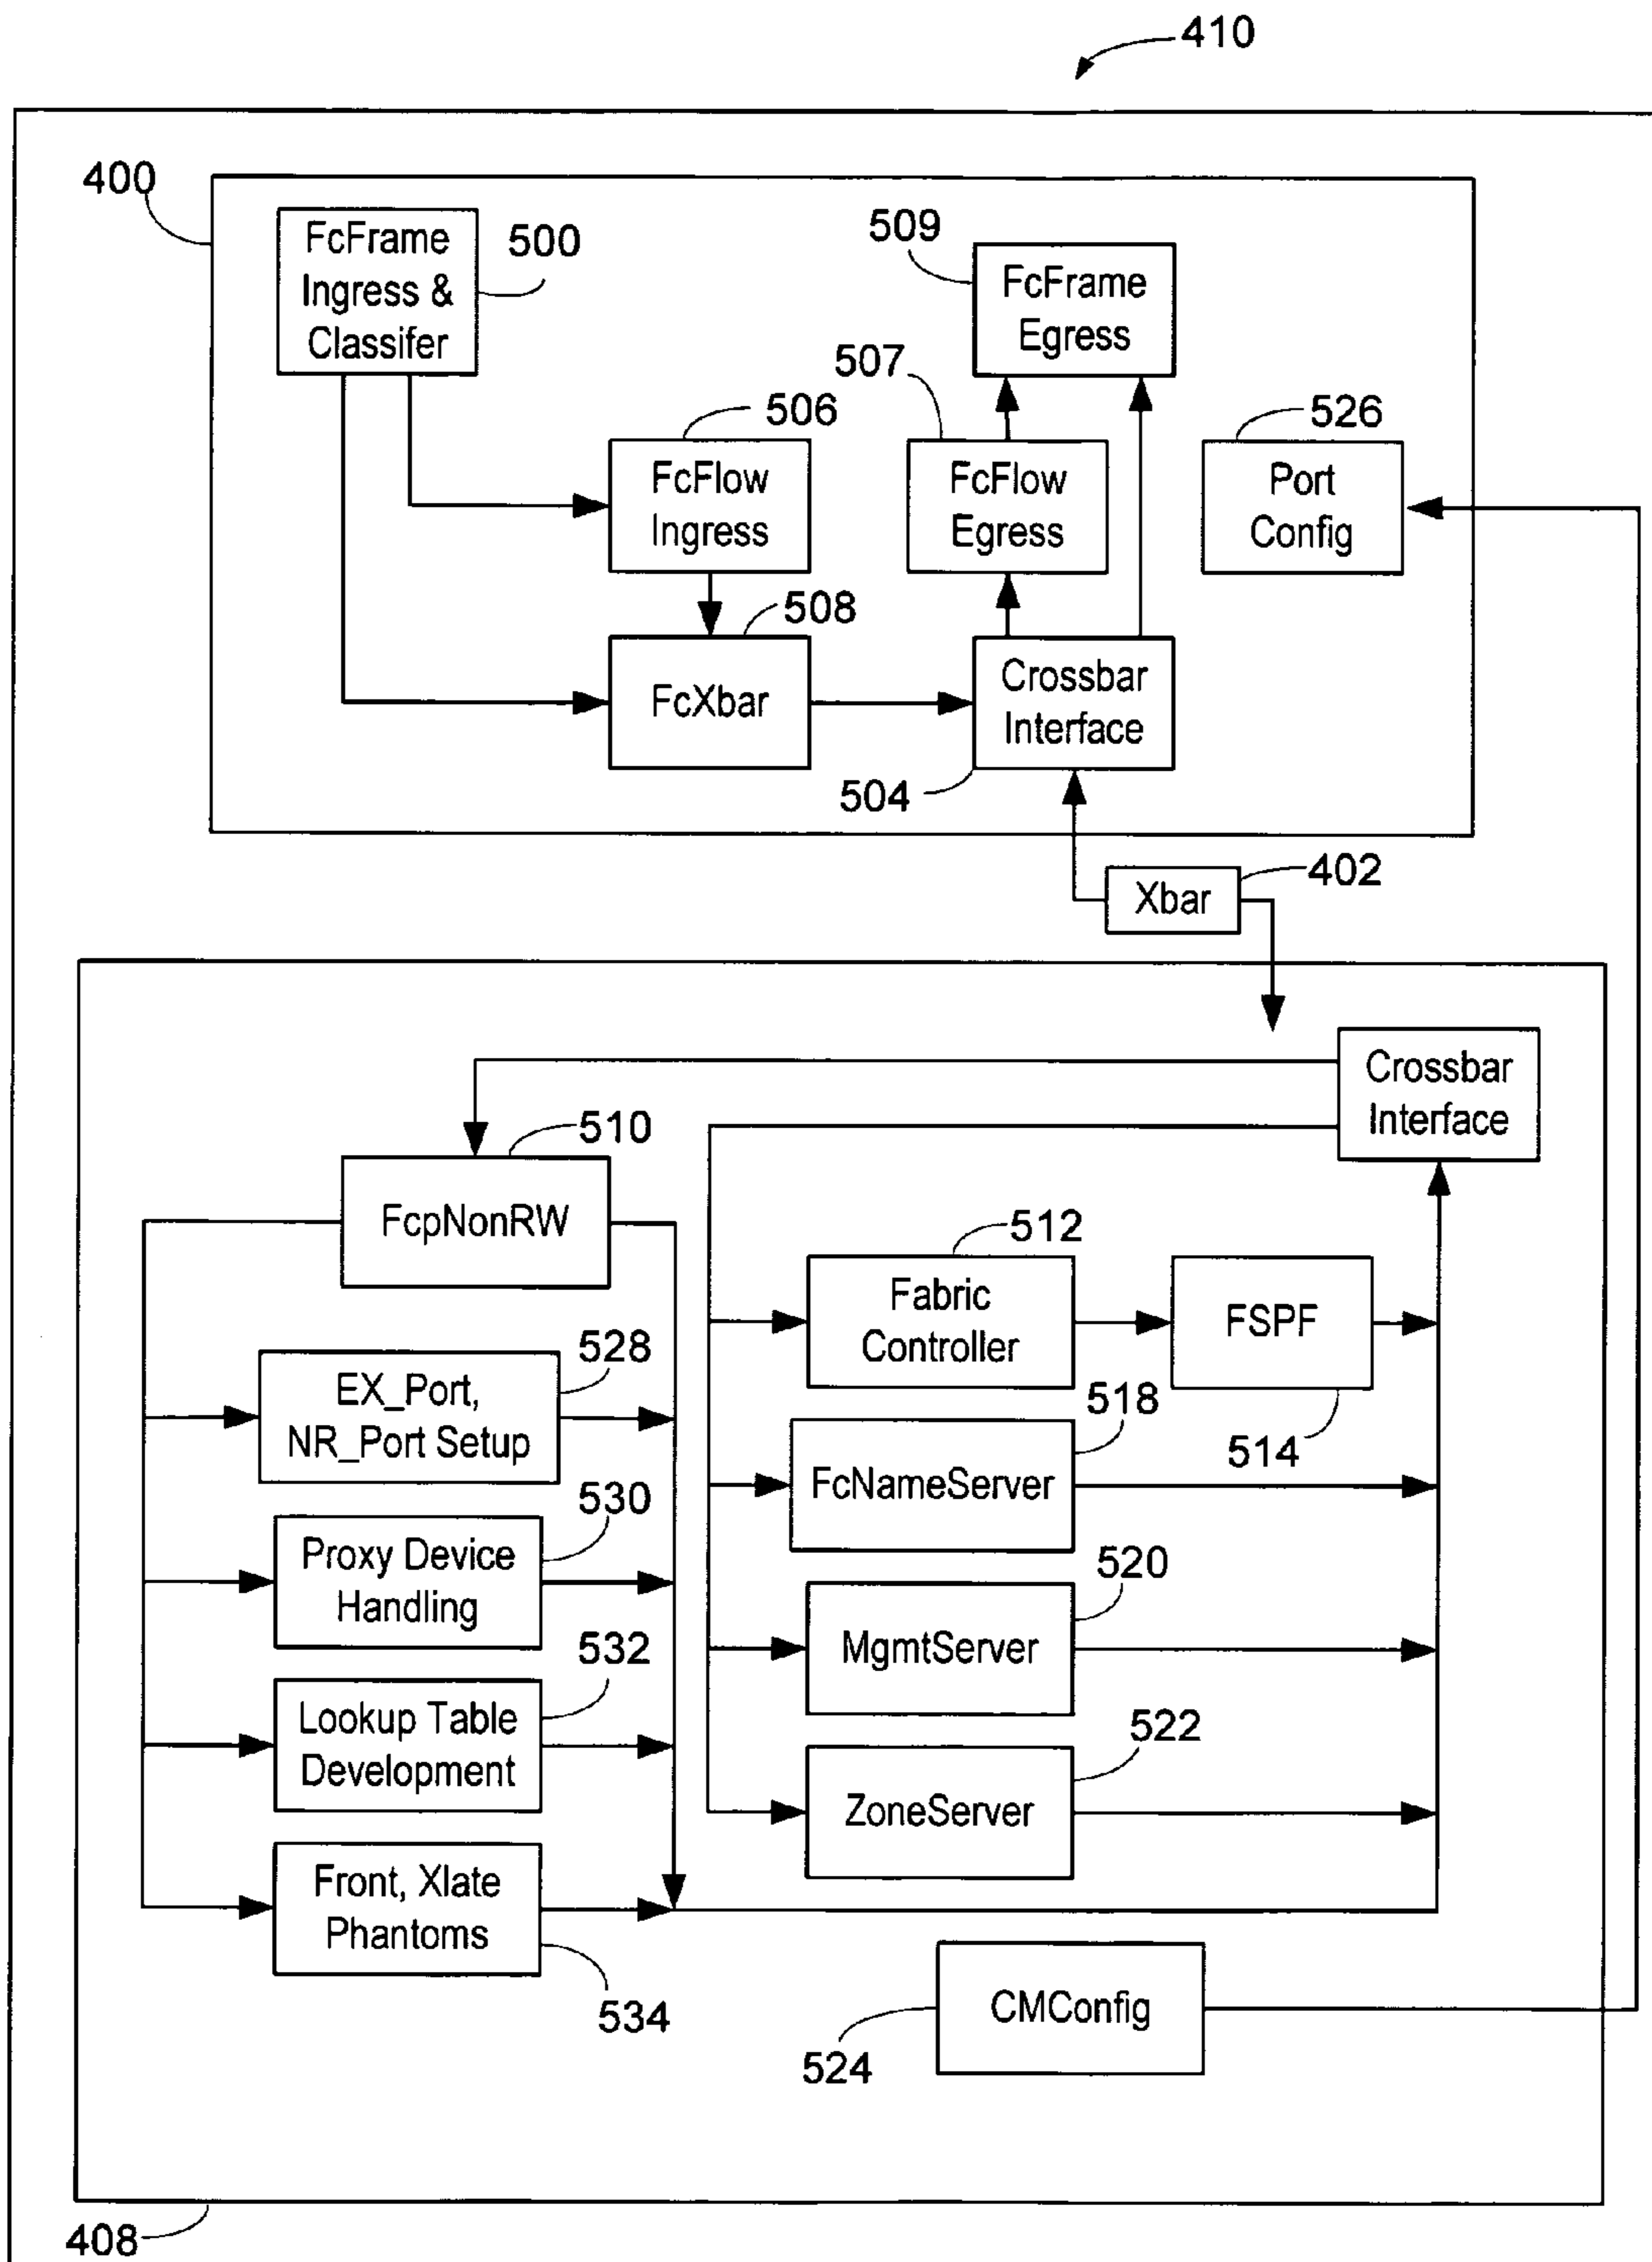 410
400
FcFrame
Ingress &
Classifer
500
509
FcFrame
Egress
507
506
526
FcFlow
Ingress
FcFlow
Egress
Port
Config
508
FcXbar
Crossbar
Interface
504
402
Xbar
Crossbar
Interface
510
FcpNonRW
512
Fabric
Controller
FSPF
514
528
EX_Port,
NR_Port Setup
518
FcNameServer
530
Proxy Device
Handling
520
MgmtServer
532
Lookup Table
Development
522
ZoneServer
Front, Xlate
Phantoms
534
CMConfig
524
408